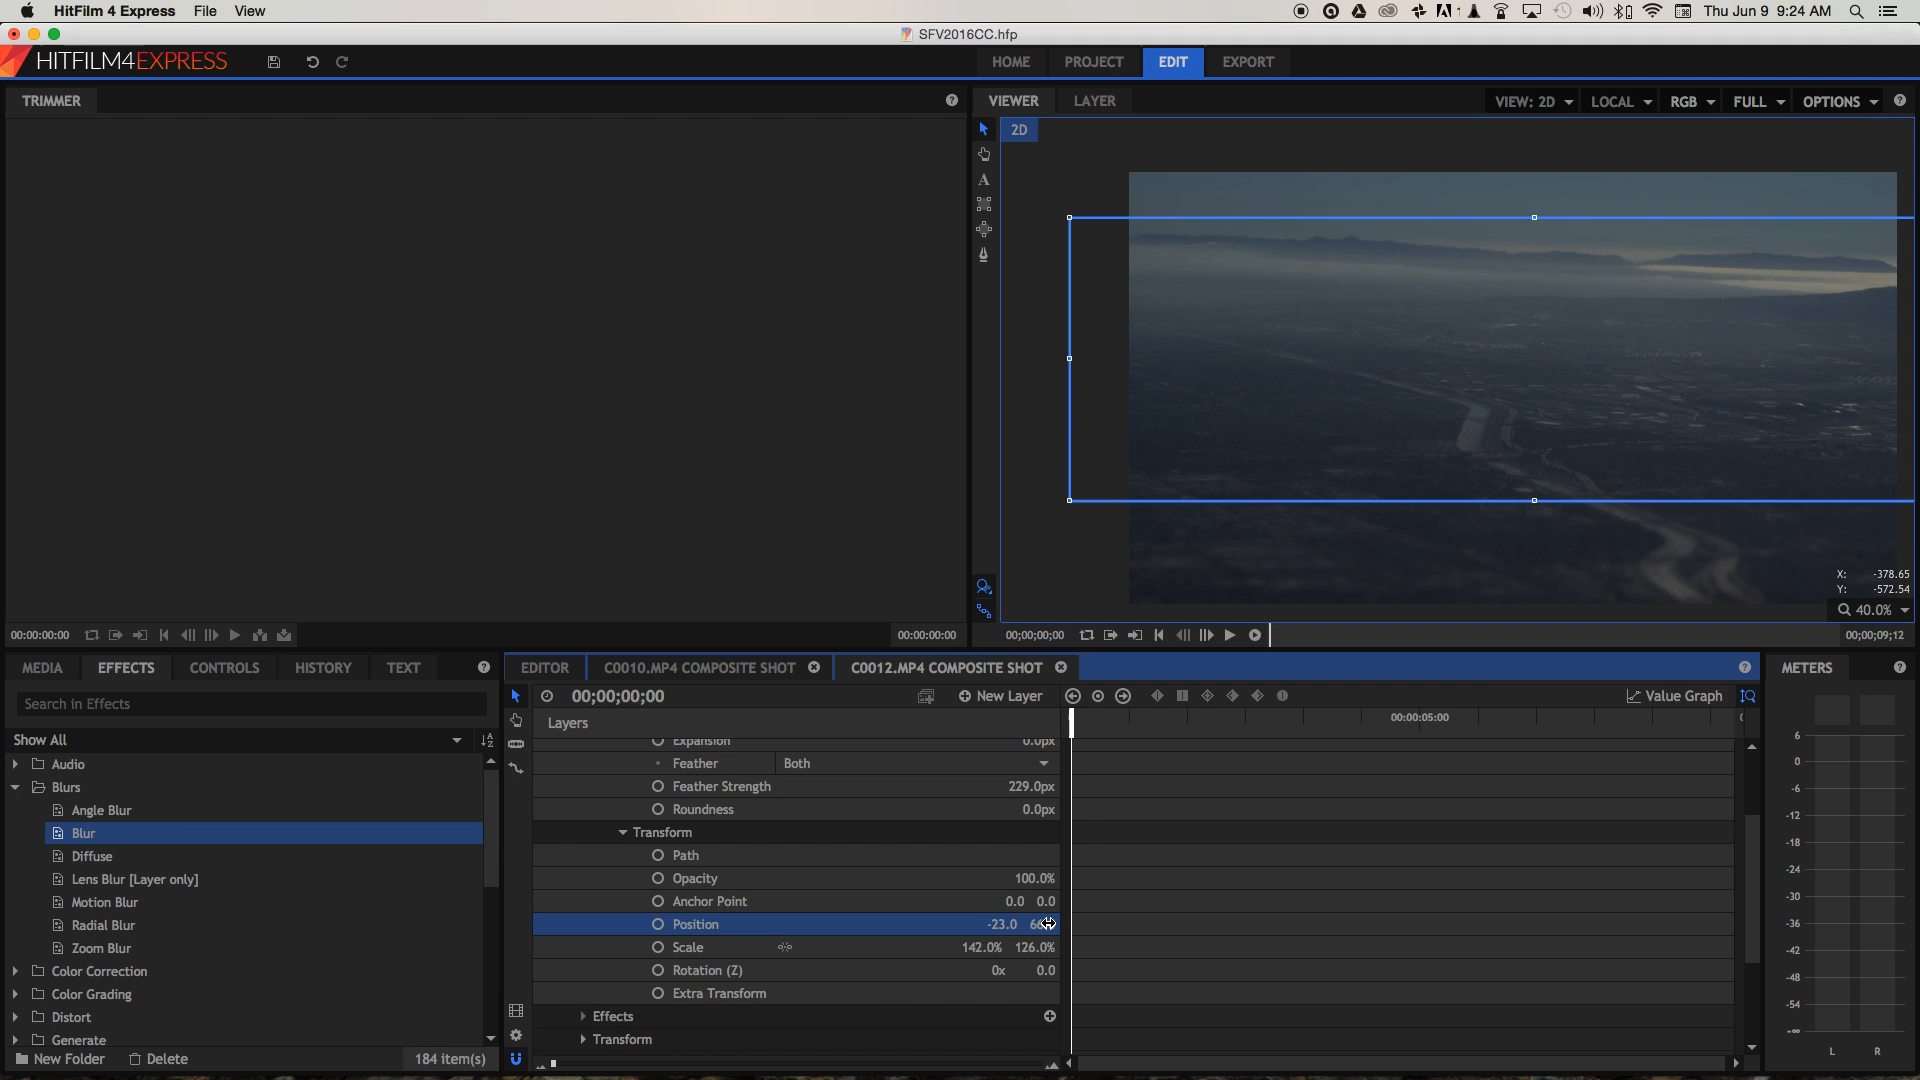 HitFilm 4 Express File View
Thu Jun 9 9:24 AM
SFV2016CC.hfp
HITFILM4EXPRESS
HOME PROJECT EDIT EXPORT
TRIMMER
VIEWER LAYER VIEW: 2D LOCAL RGB FULL OPTIONS
2D
A
X: -378.65
Y: -572.54
40.0%
00:00:00:00 00:00:00:00
00;00;00;00 00;00;09;12
MEDIA EFFECTS CONTROLS HISTORY TEXT
EDITOR C0010.MP4 COMPOSITE SHOT C0012.MP4 COMPOSITE SHOT
METERS
Search in Effects
00;00;00;00 New Layer Value Graph
Layers 00:00:05:00
Show All
Audio
Blurs
Angle Blur
Blur
Diffuse
Lens Blur [Layer only]
Motion Blur
Radial Blur
Zoom Blur
Color Correction
Color Grading
Distort
Generate
New Folder Delete 184 item(s)
Expansion 0.0px
Feather Both
Feather Strength 229.0px
Roundness 0.0px
Transform
Path
Opacity 100.0%
Anchor Point 0.0 0.0
Position -23.0
Scale 142.0% 126.0%
Rotation (Z) 0x 0.0
Extra Transform
Effects
Transform
6
0
-6
-12
-18
-24
-30
-36
-42
-48
-54
-∞
L R